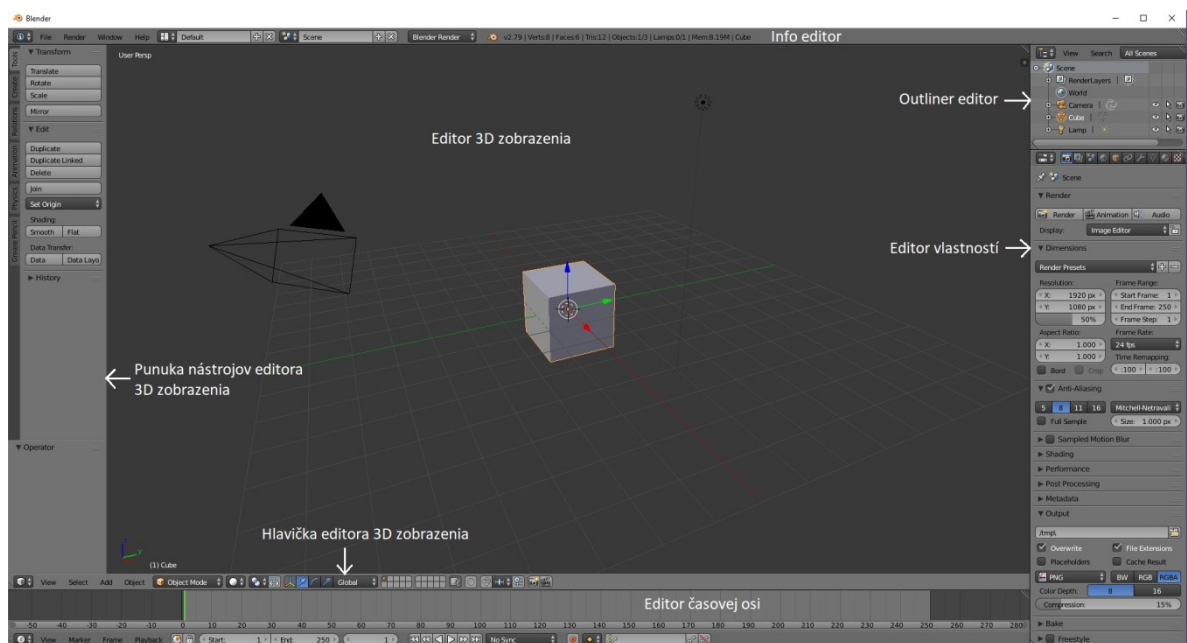 Blender
File Render Window Help Default Scene Blender Render v2.79 | Verts:8 | Faces:6 | Tris:12 | Objects:1/3 | Lamps:0/1 | Mem:8.19M | Cube Info editor
Tools
Create
Relations
Animation
Physics
Grease Pencil
Transform
Translate
Rotate
Scale
Mirror
Edit
Duplicate
Duplicate Linked
Delete
Join
Set Origin
Shading:
Smooth Flat
Data Transfer:
Data Data Layo
History
Operator
User Persp
Editor 3D zobrazenia
Outliner editor
Editor vlastností
Punuka nástrojov editora
3D zobrazenia
Hlavička editora 3D zobrazenia
(1) Cube
View Select Add Object Object Mode Global
Editor časovej osi
-50 -40 -30 -20 -10 0 10 20 30 40 50 60 70 80 90 100 110 120 130 140 150 160 170 180 190 200 210 220 230 240 250 260 270 280
View Marker Frame Playback Start: 1 End: 250 1 No Sync
View Search All Scenes
Scene
RenderLayers |
World
Camera |
Cube |
Lamp |
Scene
Render
Render Animation Audio
Display: Image Editor
Dimensions
Render Presets
Resolution: Frame Range:
X: 1920 px Start Frame: 1
Y: 1080 px End Frame: 250
50% Frame Step: 1
Aspect Ratio: Frame Rate:
X: 1.000 24 fps
Y: 1.000 Time Remapping:
Bord Crop :100 :100
Anti-Aliasing
5 8 11 16 Mitchell-Netravali
Full Sample Size: 1.000 px
Sampled Motion Blur
Shading
Performance
Post Processing
Metadata
Output
/tmp\
Overwrite File Extensions
Placeholders Cache Result
PNG BW RGB RGBA
Color Depth: 8 16
Compression: 15%
Bake
Freestyle